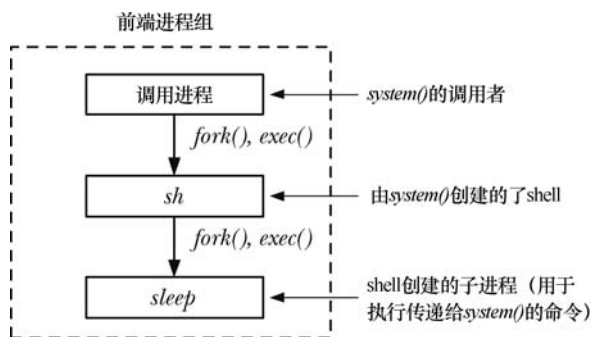 前端进程组
调用进程
system()的调用者
fork(), exec()
sh
由system()创建的了shell
fork(), exec()
sleep
shell创建的子进程（用于
执行传递给system()的命令）